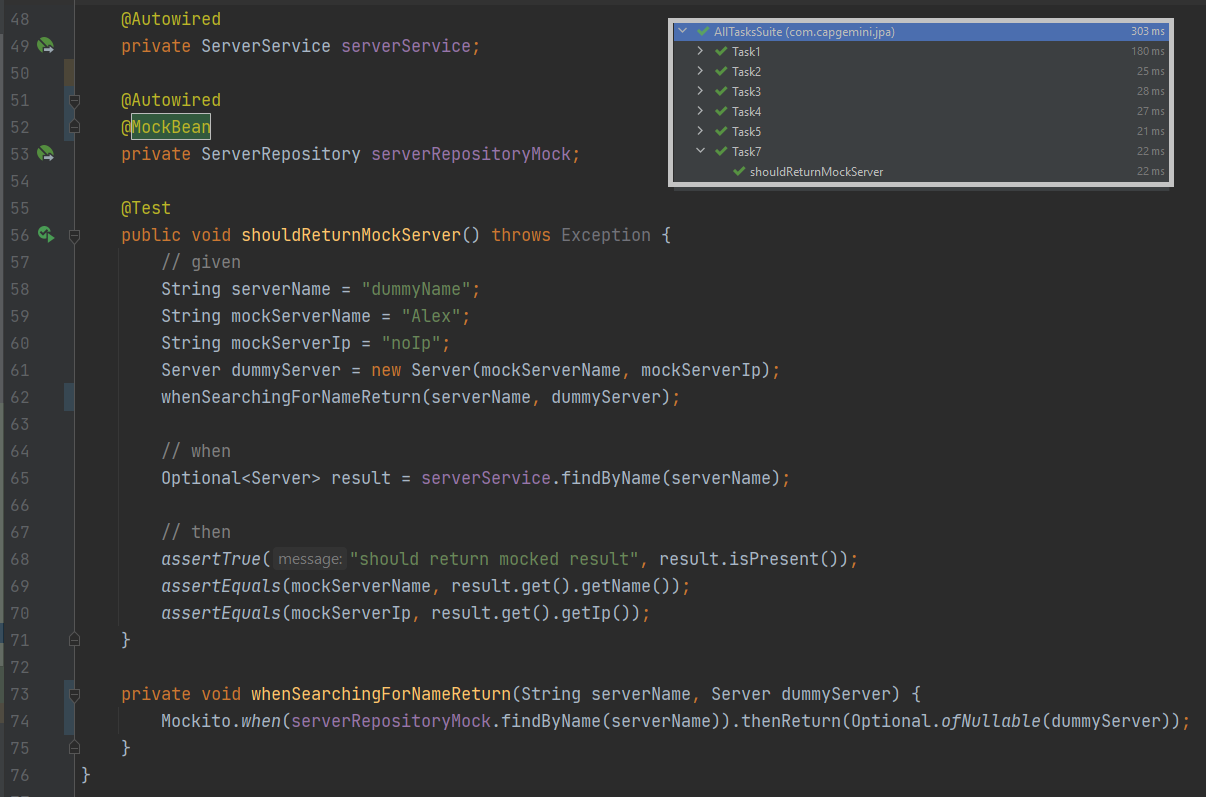 48 @Autowired
49 private ServerService serverService;
50
51 @Autowired
52 @MockBean
53 private ServerRepository serverRepositoryMock;
54
55 @Test
56 public void shouldReturnMockServer() throws Exception {
57 // given
58 String serverName = "dummyName";
59 String mockServerName = "Alex";
60 String mockServerIp = "noIp";
61 Server dummyServer = new Server(mockServerName, mockServerIp);
62 whenSearchingForNameReturn(serverName, dummyServer);
63
64 // when
65 Optional<Server> result = serverService.findByName(serverName);
66
67 // then
68 assertTrue( message: "should return mocked result", result.isPresent());
69 assertEquals(mockServerName, result.get().getName());
70 assertEquals(mockServerIp, result.get().getIp());
71 }
72
73 private void whenSearchingForNameReturn(String serverName, Server dummyServer) {
74 Mockito.when(serverRepositoryMock.findByName(serverName)).thenReturn(Optional.ofNullable(dummyServer));
75 }
76 }
AllTasksSuite (com.capgemini.jpa) 303 ms
Task1 180 ms
Task2 25 ms
Task3 28 ms
Task4 27 ms
Task5 21 ms
Task7 22 ms
shouldReturnMockServer 22 ms